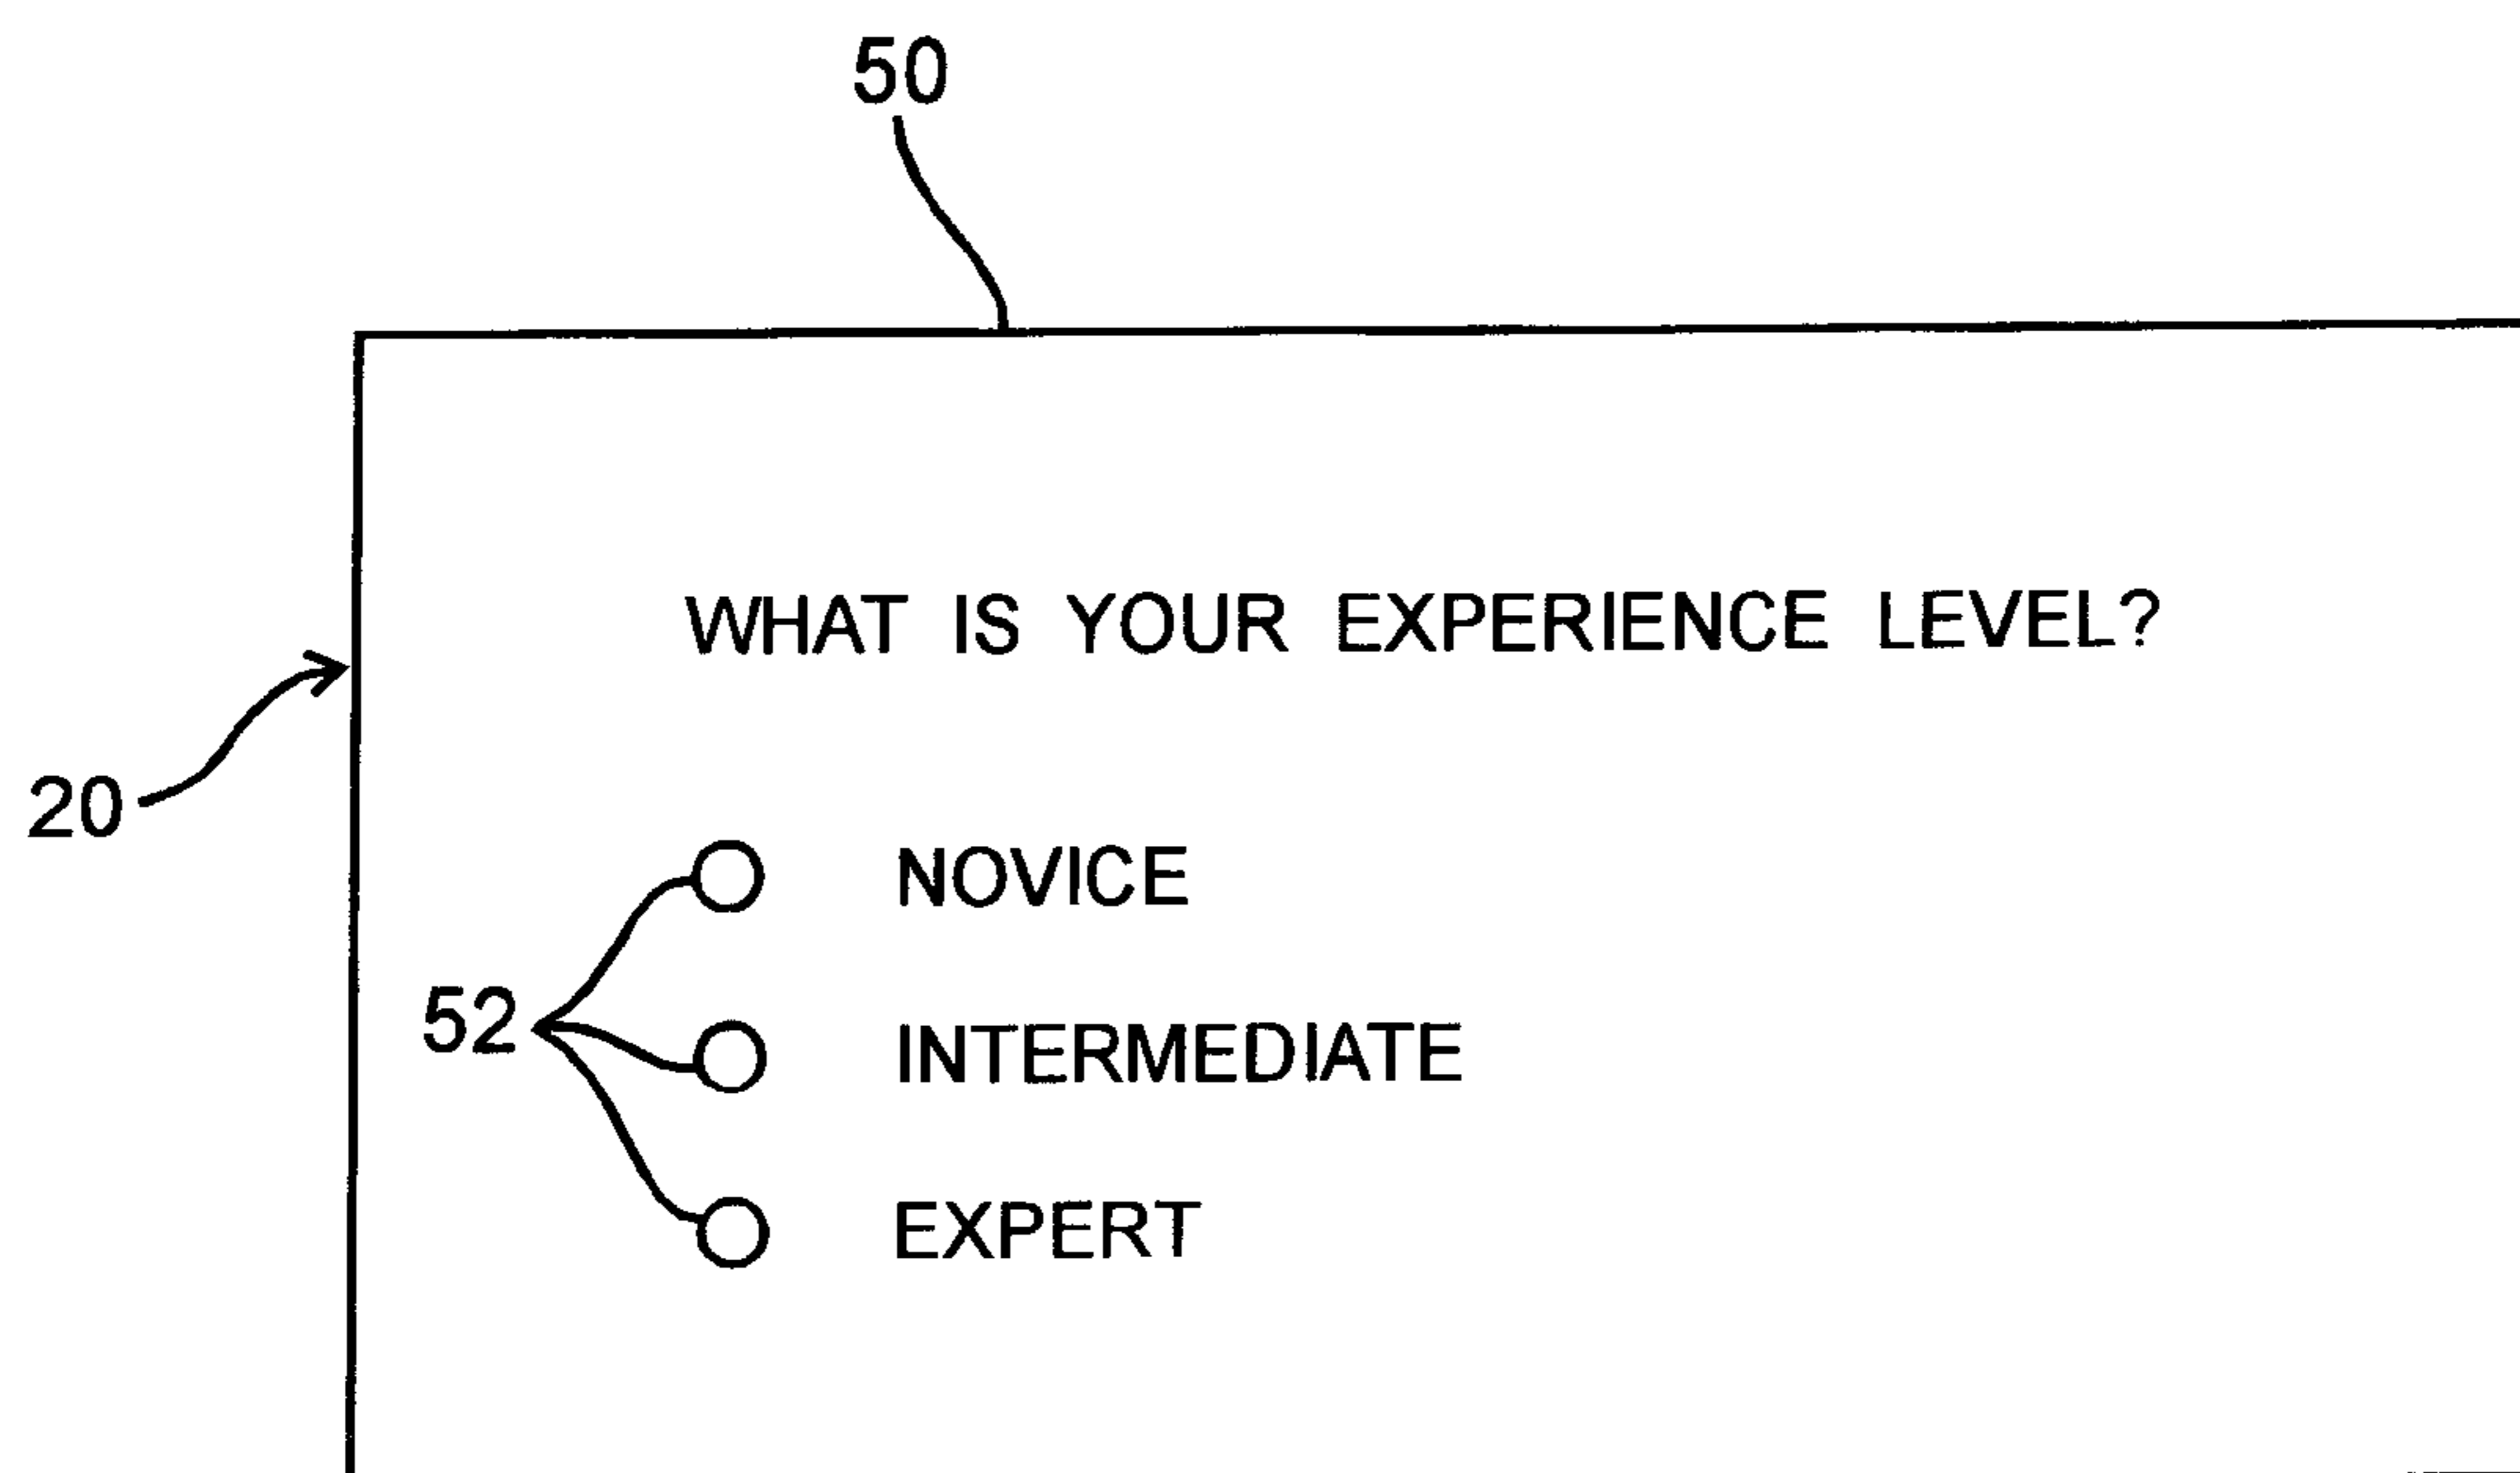 50
WHAT IS YOUR EXPERIENCE LEVEL?
20
NOVICE
52
INTERMEDIATE
EXPERT